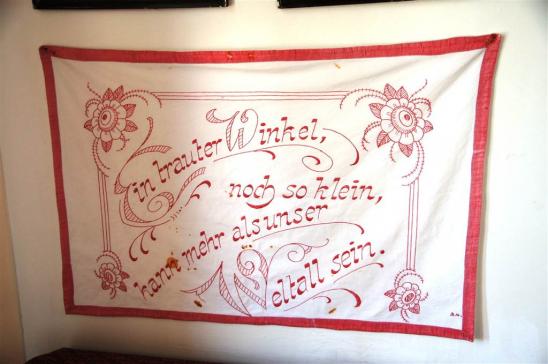 Ein trauter Winkel,
noch so klein,
kann mehr als unser
Weltall sein.